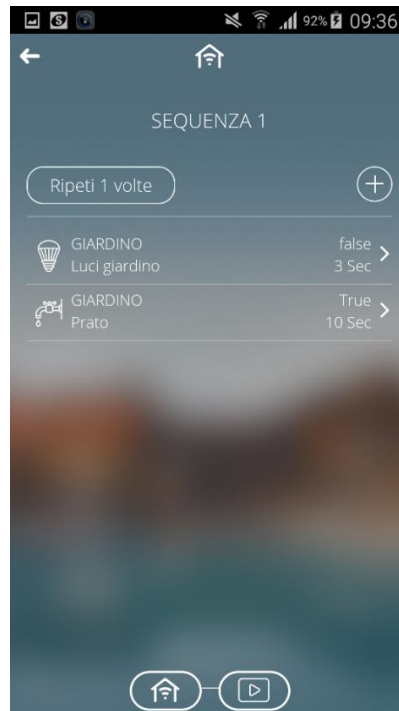 92% 09:36
SEQUENZA 1
Ripeti 1 volte
GIARDINO false
Luci giardino 3 Sec
GIARDINO True
Prato 10 Sec